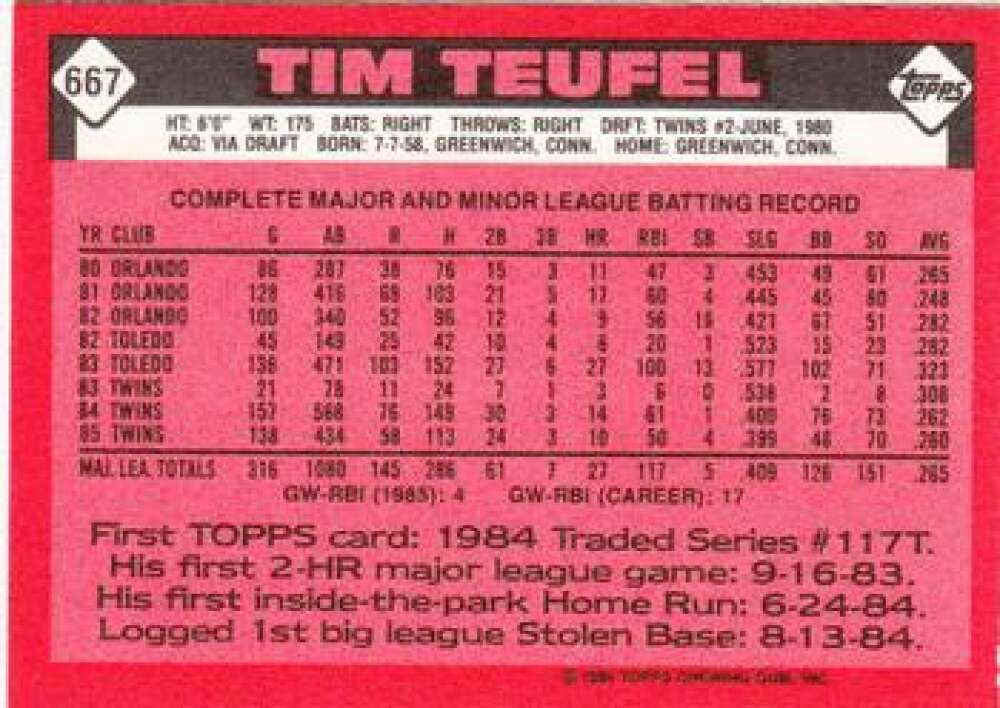 667 TIM TEUFEL Topps
HT: 6'0" WT: 175 BATS: RIGHT THROWS: RIGHT DRFT: TWINS #2-JUNE, 1980
ACQ: VIA DRAFT BORN: 7-7-58, GREENWICH, CONN. HOME: GREENWICH, CONN.
COMPLETE MAJOR AND MINOR LEAGUE BATTING RECORD
YR CLUB G AB R H 2B 3B HR RBI SB SLG BB SO AVG
80 ORLANDO 86 287 38 76 15 3 11 47 3 .453 49 61 .265
81 ORLANDO 128 416 69 103 21 5 17 60 4 .445 45 80 .248
82 ORLANDO 100 340 52 96 12 4 9 56 .421 67 51 .282
82 TOLEDO 45 149 25 42 10 4 6 20 1 .523 15 23 .282
83 TOLEDO 136 471 103 152 27 6 27 100 13 .577 102 71 .323
83 TWINS 21 78 11 24 7 1 3 6 0 .538 2 8 .308
84 TWINS 157 568 76 149 30 3 14 61 1 .400 76 73 .262
85 TWINS 138 434 58 113 24 3 10 50 4 .399 48 70 .260
MAJ. LEA. TOTALS 316 1080 145 286 61 7 27 117 5 .409 126 151 .265
GW-RBI (1985): 4 GW-RBI (CAREER): 17
First TOPPS card: 1984 Traded Series #117T.
His first 2-HR major league game: 9-16-83.
His first inside-the-park Home Run: 6-24-84.
Logged 1st big league Stolen Base: 8-13-84.
TOPPS CHEWING GUM, INC.